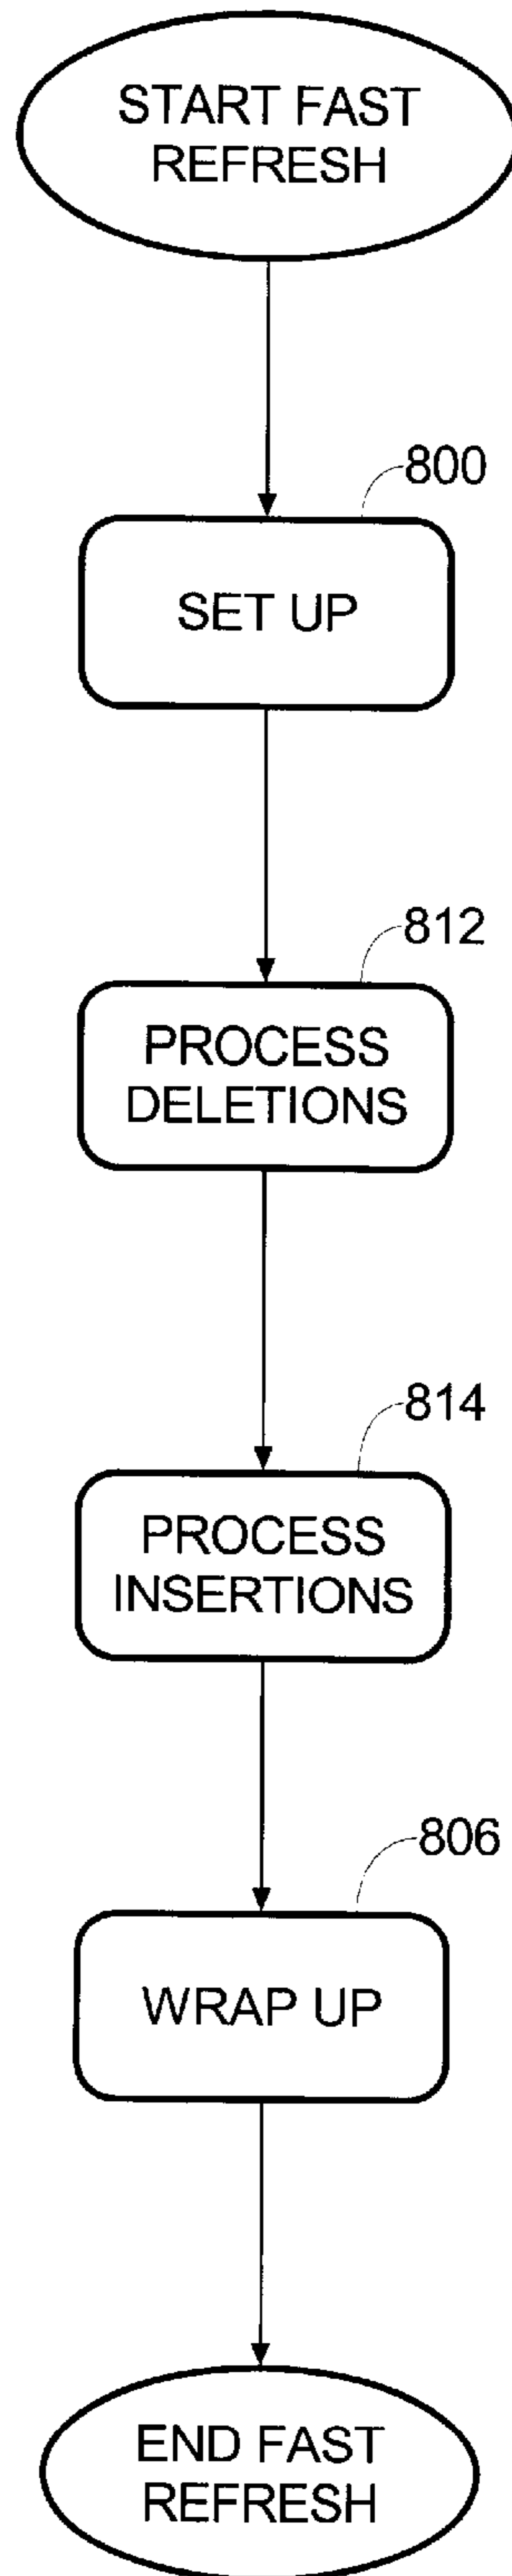 START FAST
REFRESH
800
SET UP
812
PROCESS
DELETIONS
814
PROCESS
INSERTIONS
806
WRAP UP
END FAST
REFRESH